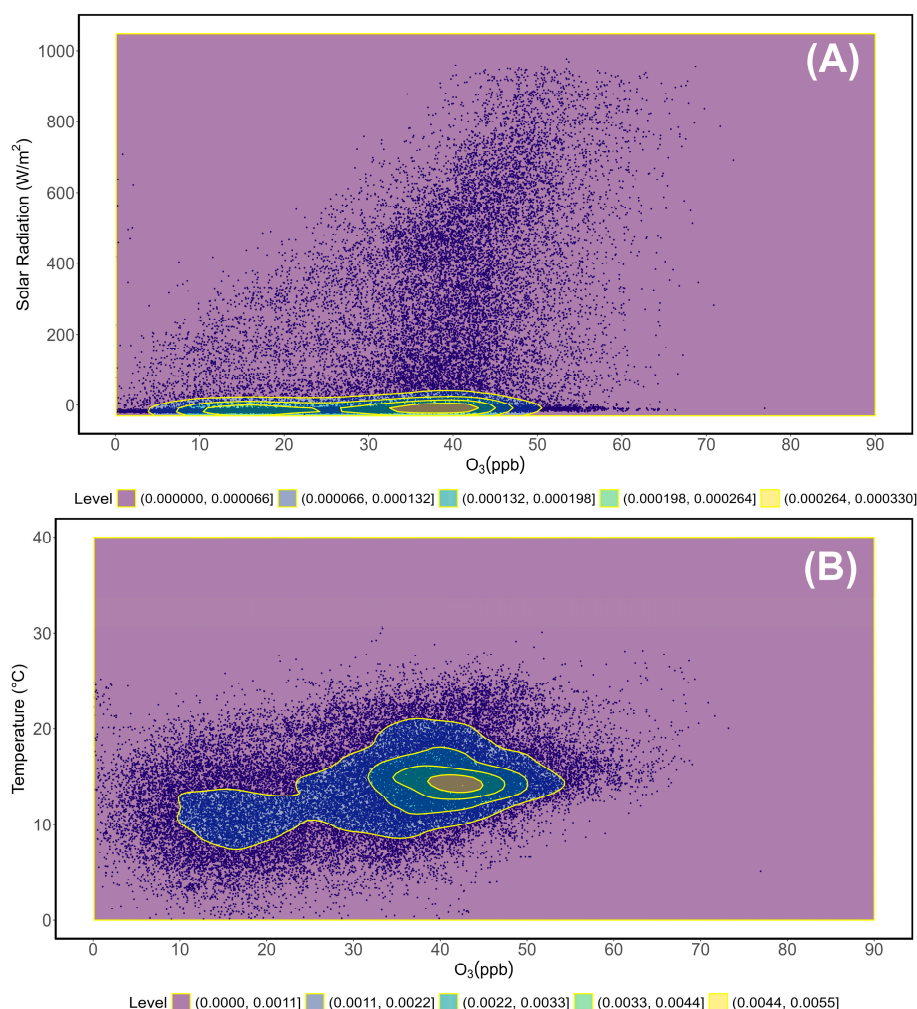 (A)
1000
800
600
400
200
0
Solar Radiation (W/m²)
0 10 20 30 40 50 60 70 80 90
O₃(ppb)
Level (0.000000, 0.000066] (0.000066, 0.000132] (0.000132, 0.000198] (0.000198, 0.000264] (0.000264, 0.000330]
(B)
40
30
20
10
0
Temperature (°C)
0 10 20 30 40 50 60 70 80 90
O₃(ppb)
Level (0.0000, 0.0011] (0.0011, 0.0022] (0.0022, 0.0033] (0.0033, 0.0044] (0.0044, 0.0055]